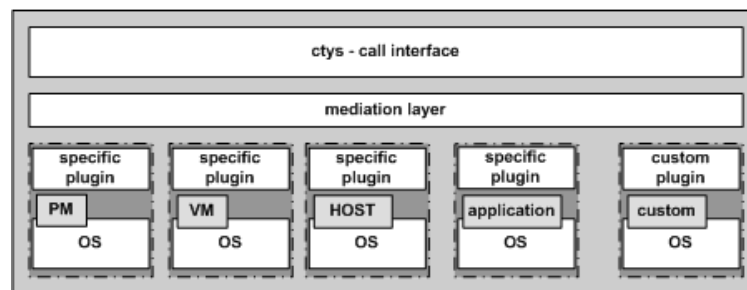 ctys - call interface
mediation layer
specific plugin
PM
OS
specific plugin
VM
OS
specific plugin
HOST
OS
specific plugin
application
OS
custom plugin
custom
OS